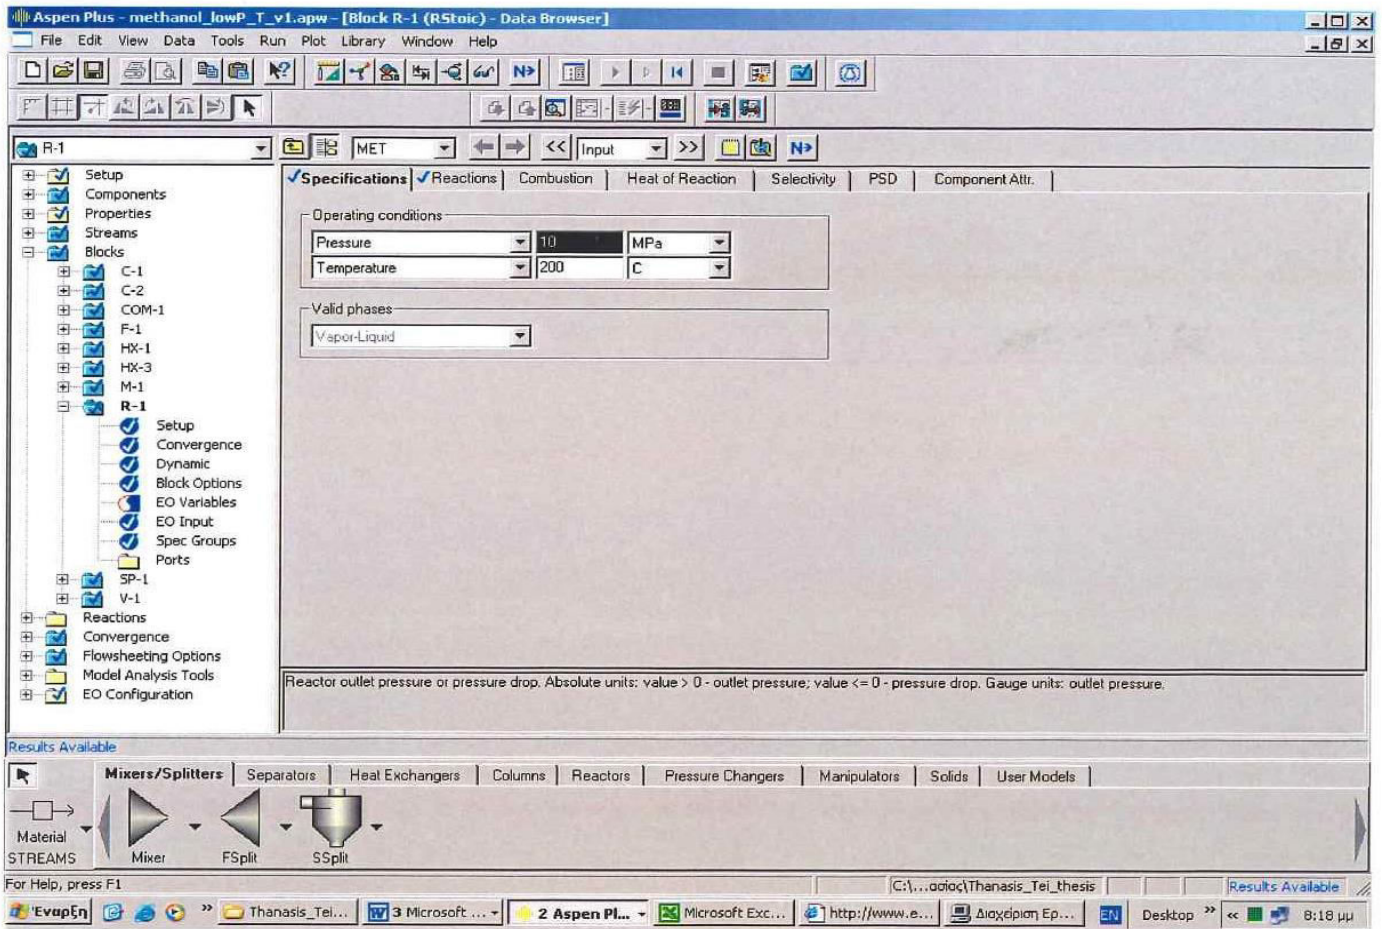 Aspen Plus - methanol_lowP_T_v1.apw - [Block R-1 (RStoic) - Data Browser]
File Edit View Data Tools Run Plot Library Window Help
N>
R-1
MET
<< Input >>
N>
Setup
Components
Properties
Streams
Blocks
C-1
C-2
COM-1
F-1
HX-1
HX-3
M-1
R-1
Setup
Convergence
Dynamic
Block Options
EO Variables
EO Input
Spec Groups
Ports
SP-1
V-1
Reactions
Convergence
Flowsheeting Options
Model Analysis Tools
EO Configuration
Specifications Reactions Combustion Heat of Reaction Selectivity PSD Component Attr.
Operating conditions
Pressure 10 MPa
Temperature 200 C
Valid phases
Vapor-Liquid
Reactor outlet pressure or pressure drop. Absolute units: value > 0 - outlet pressure; value <= 0 - pressure drop. Gauge units: outlet pressure.
Results Available
Mixers/Splitters Separators Heat Exchangers Columns Reactors Pressure Changers Manipulators Solids User Models
Material
STREAMS
Mixer FSplit SSplit
For Help, press F1
C:\...ασίας\Thanasis_Tei_thesis
Results Available
Έναρξη
» Thanasis_Tei... 3 Microsoft ... 2 Aspen Pl... Microsoft Exc... http://www.e... Διαχείριση Ερ... EN Desktop » « 8:18 μμ